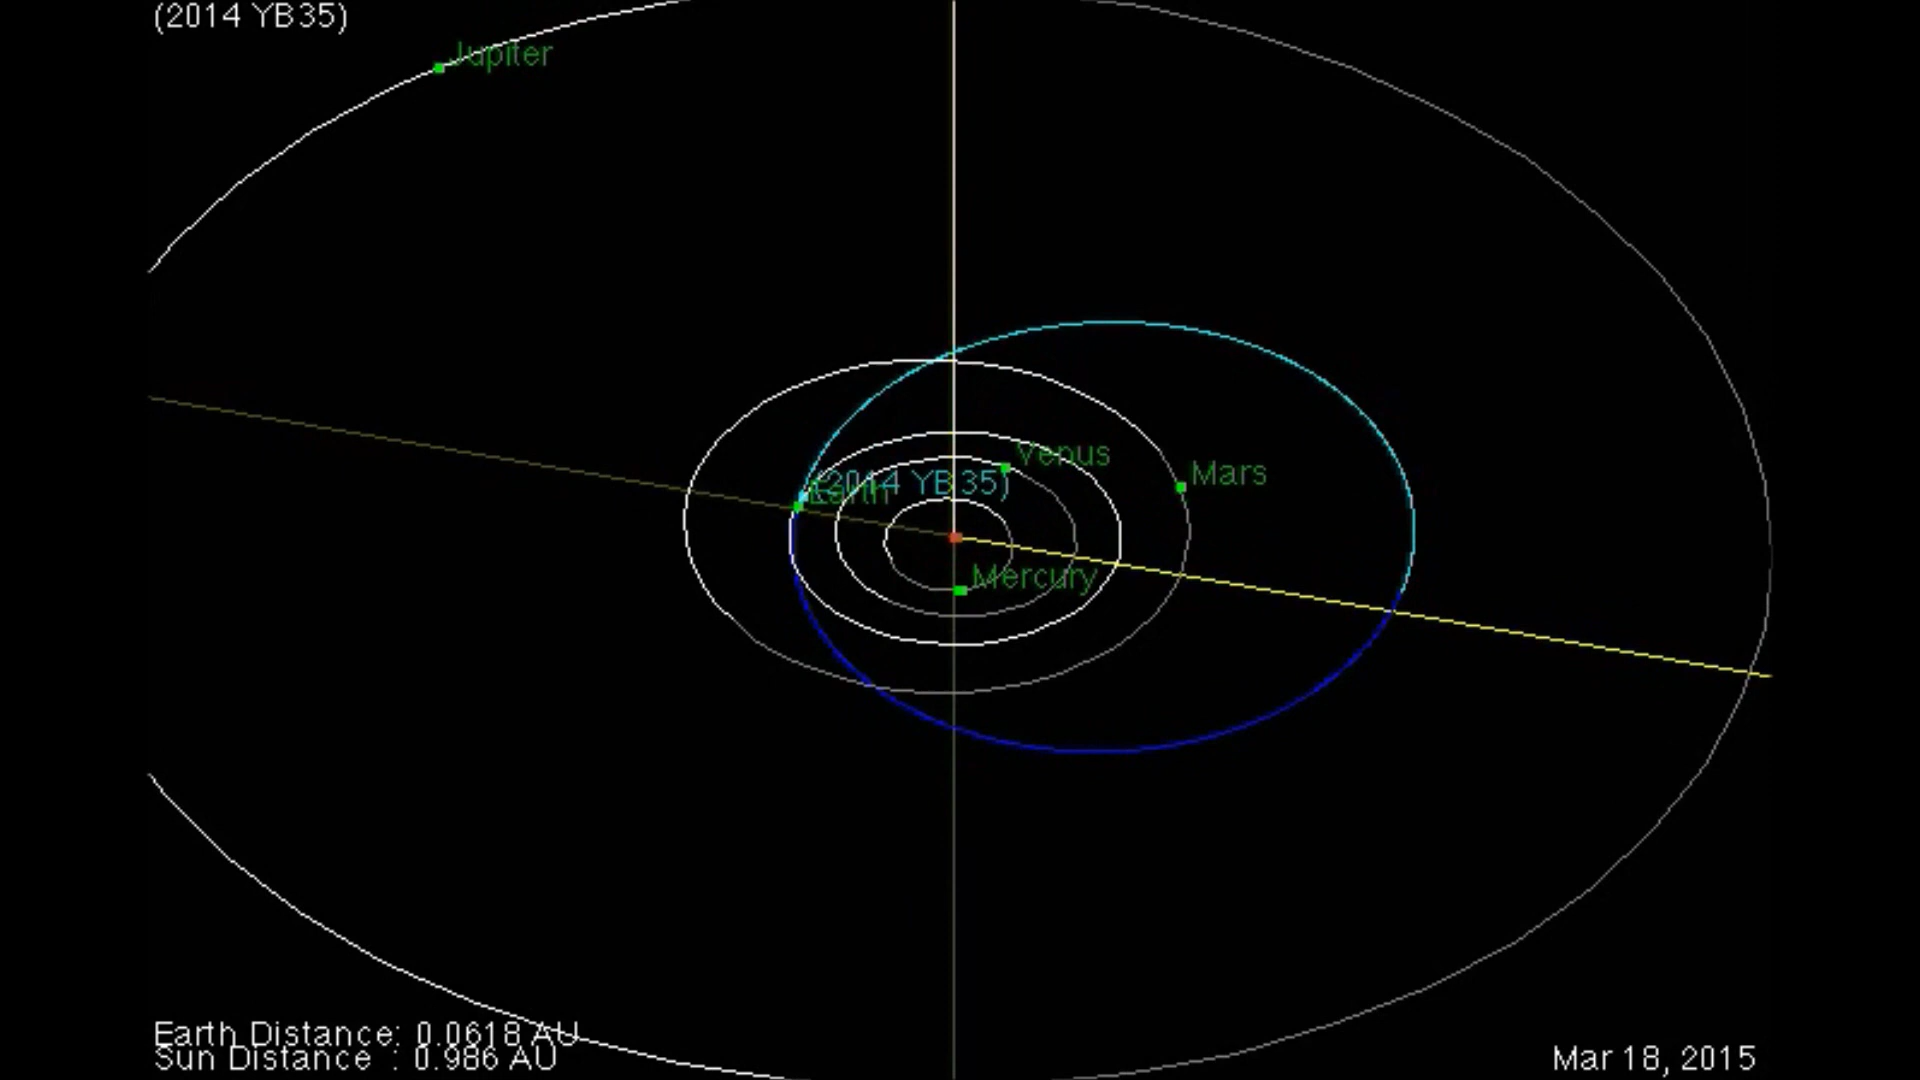 (2014 YB35)
Jupiter
Venus
Mars
(2014 YB35)
Earth
Mercury
Earth Distance: 0.0618 AU
Sun Distance : 0.986 AU
Mar 18, 2015